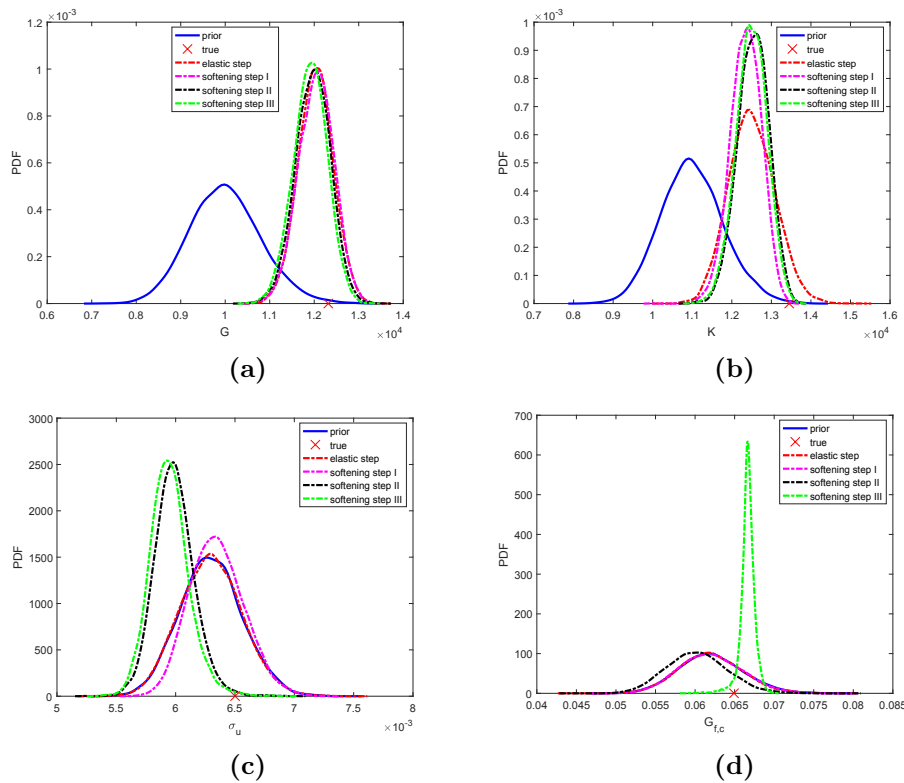 ×10⁻³
1.2
1
0.8
0.6
0.4
0.2
0
PDF
prior
true
elastic step
softening step I
softening step II
softening step III
0.6 0.7 0.8 0.9 1 1.1 1.2 1.3 1.4
G
×10⁴
(a)
×10⁻³
1
0.9
0.8
0.7
0.6
0.5
0.4
0.3
0.2
0.1
0
PDF
prior
true
elastic step
softening step I
softening step II
softening step III
0.7 0.8 0.9 1 1.1 1.2 1.3 1.4 1.5 1.6
K
×10⁴
(b)
3000
2500
2000
1500
1000
500
0
PDF
prior
true
elastic step
softening step I
softening step II
softening step III
5 5.5 6 6.5 7 7.5 8
σ_u
×10⁻³
(c)
700
600
500
400
300
200
100
0
PDF
prior
true
elastic step
softening step I
softening step II
softening step III
0.04 0.045 0.05 0.055 0.06 0.065 0.07 0.075 0.08 0.085
G_f,c
(d)